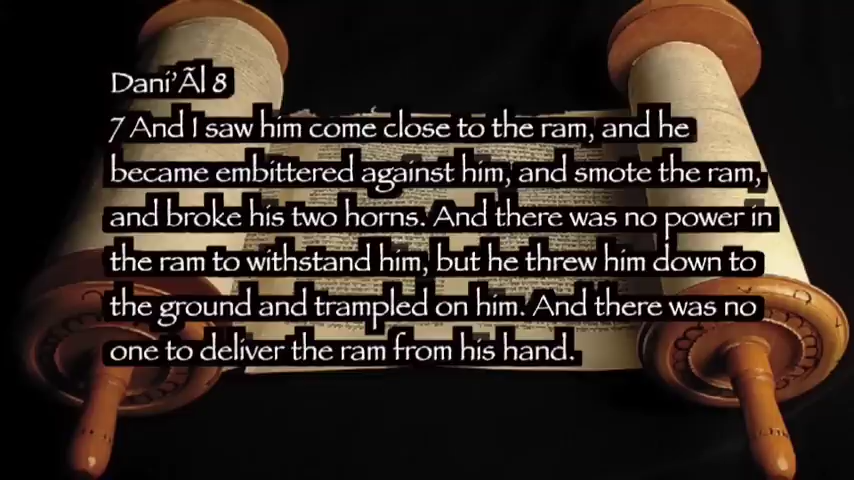 Dani’Ãl 8
7 And I saw him come close to the ram, and he
became embittered against him, and smote the ram,
and broke his two horns. And there was no power in
the ram to withstand him, but he threw him down to
the ground and trampled on him. And there was no
one to deliver the ram from his hand.